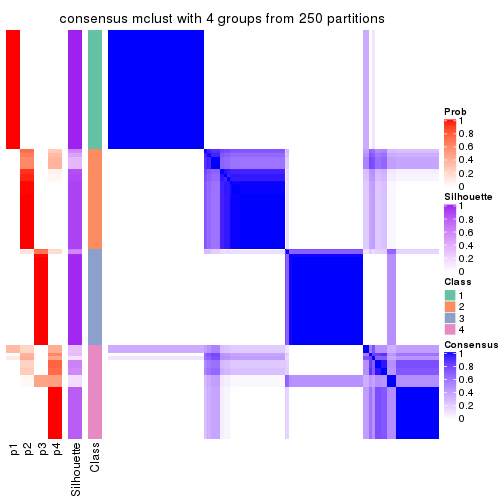 consensus mclust with 4 groups from 250 partitions
Prob
1
0.8
0.6
0.4
0.2
0
Silhouette
1
0.8
0.6
0.4
0.2
0
Class
1
2
3
4
Consensus
1
0.8
0.6
0.4
0.2
0
p1
p2
p3
p4
Silhouette
Class